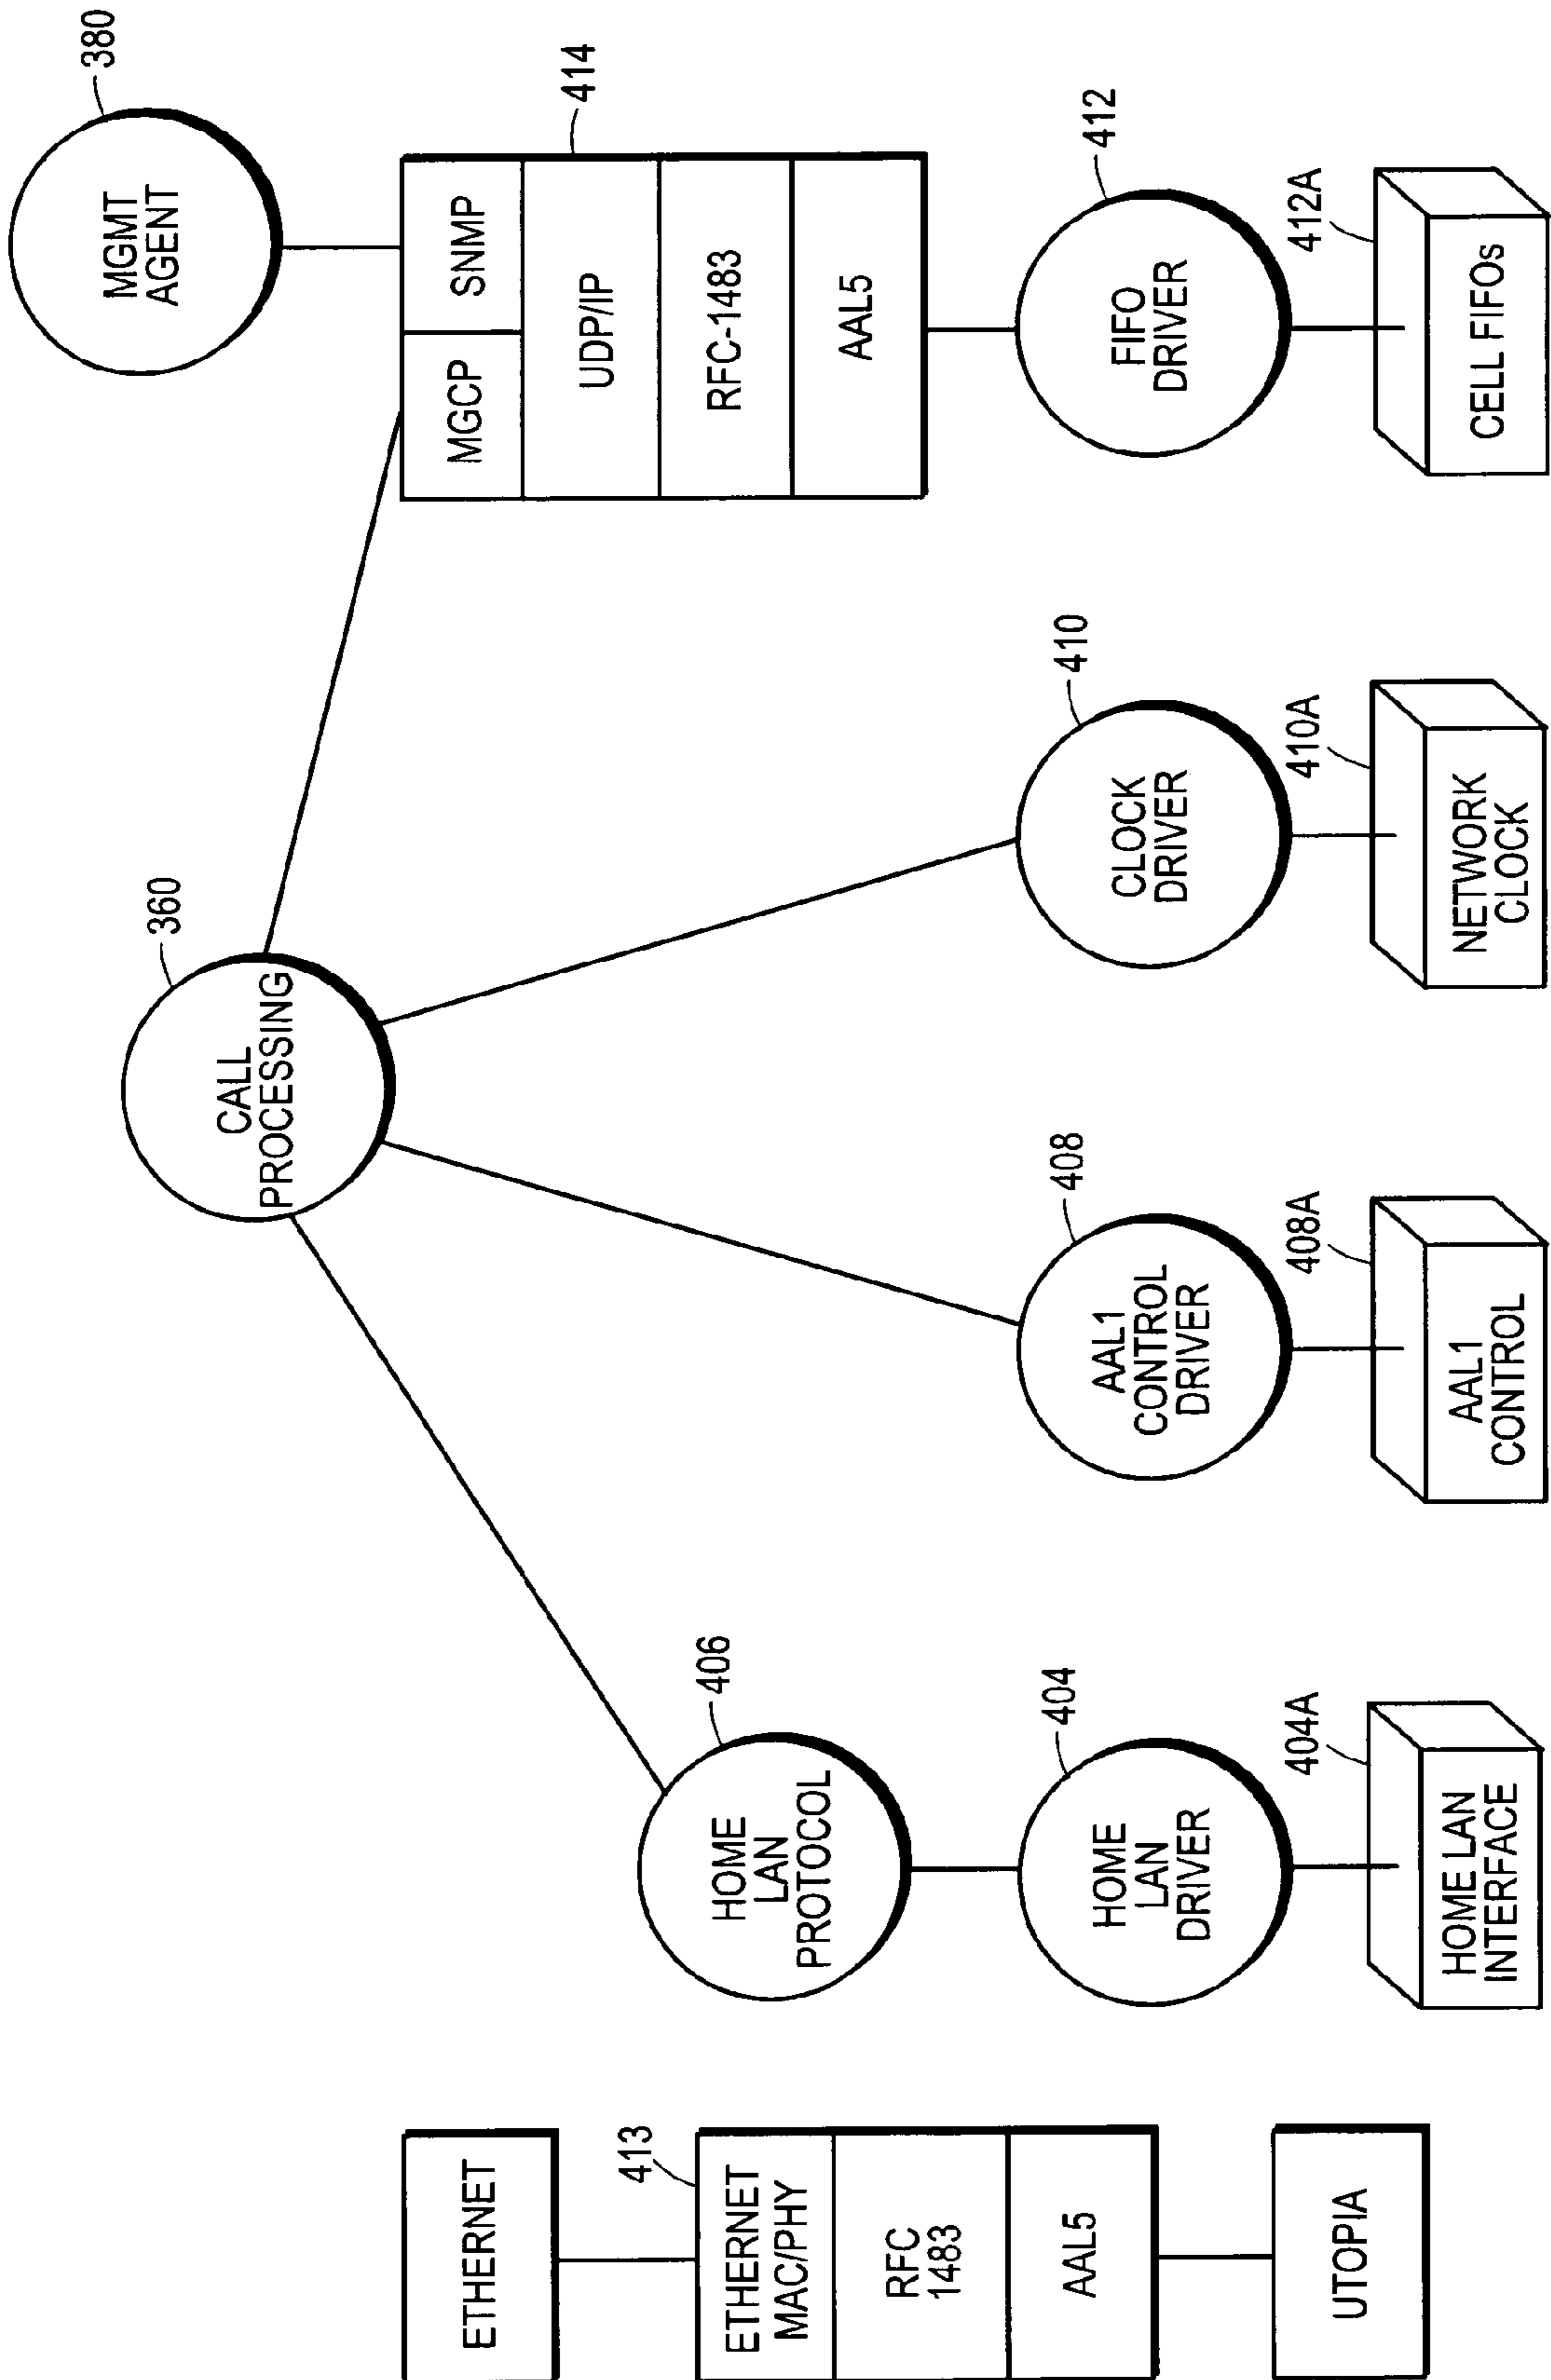 ETHERNET
413
ETHERNET
MAC/PHY
RFC
1483
AAL5
UTOPIA
CALL
PROCESSING
360
HOME
LAN
PROTOCOL
406
HOME
LAN
DRIVER
404
HOME LAN
INTERFACE
404A
AAL1
CONTROL
DRIVER
408
AAL1
CONTROL
408A
CLOCK
DRIVER
410
NETWORK
CLOCK
410A
MGMT
AGENT
380
MGCP
SNMP
414
UDP/IP
RFC-1483
AAL5
FIFO
DRIVER
412
CELL FIFOs
412A